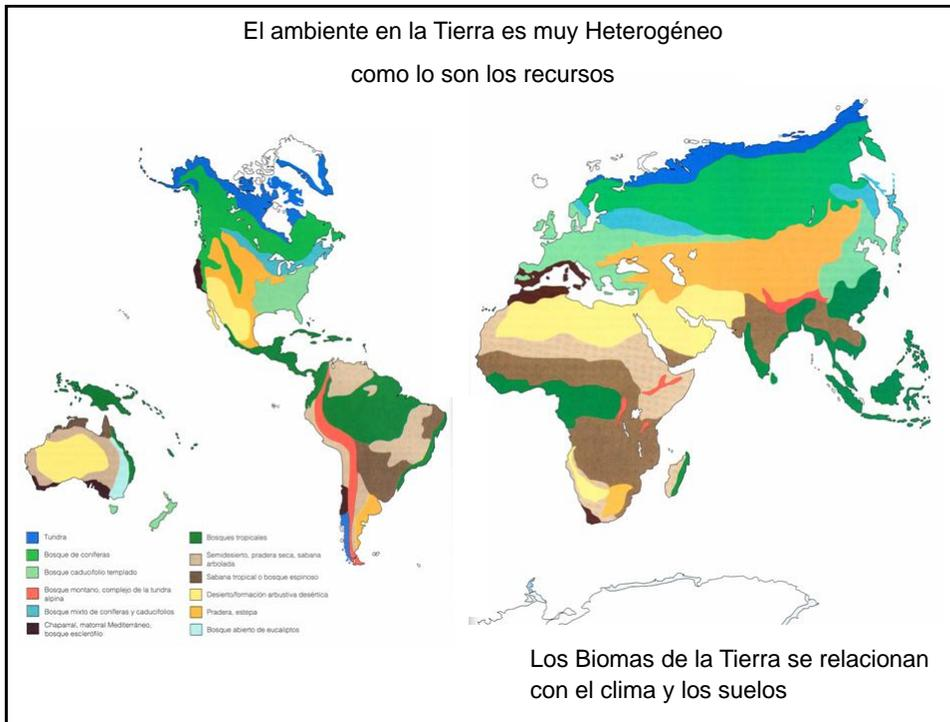 El ambiente en la Tierra es muy Heterogéneo
como lo son los recursos
Tundra
Bosque de coníferas
Bosque caducifolio templado
Bosque montano, complejo de la tundra
alpina
Bosque mixto de coníferas y caducifolios
Chaparral, matorral Mediterráneo,
bosque esclerófilo
Bosques tropicales
Semidesierto, pradera seca, sabana
arbolada
Sabana tropical o bosque espinoso
Desierto/formación arbustiva desértica
Pradera, estepa
Bosque abierto de eucaliptos
Los Biomas de la Tierra se relacionan
con el clima y los suelos